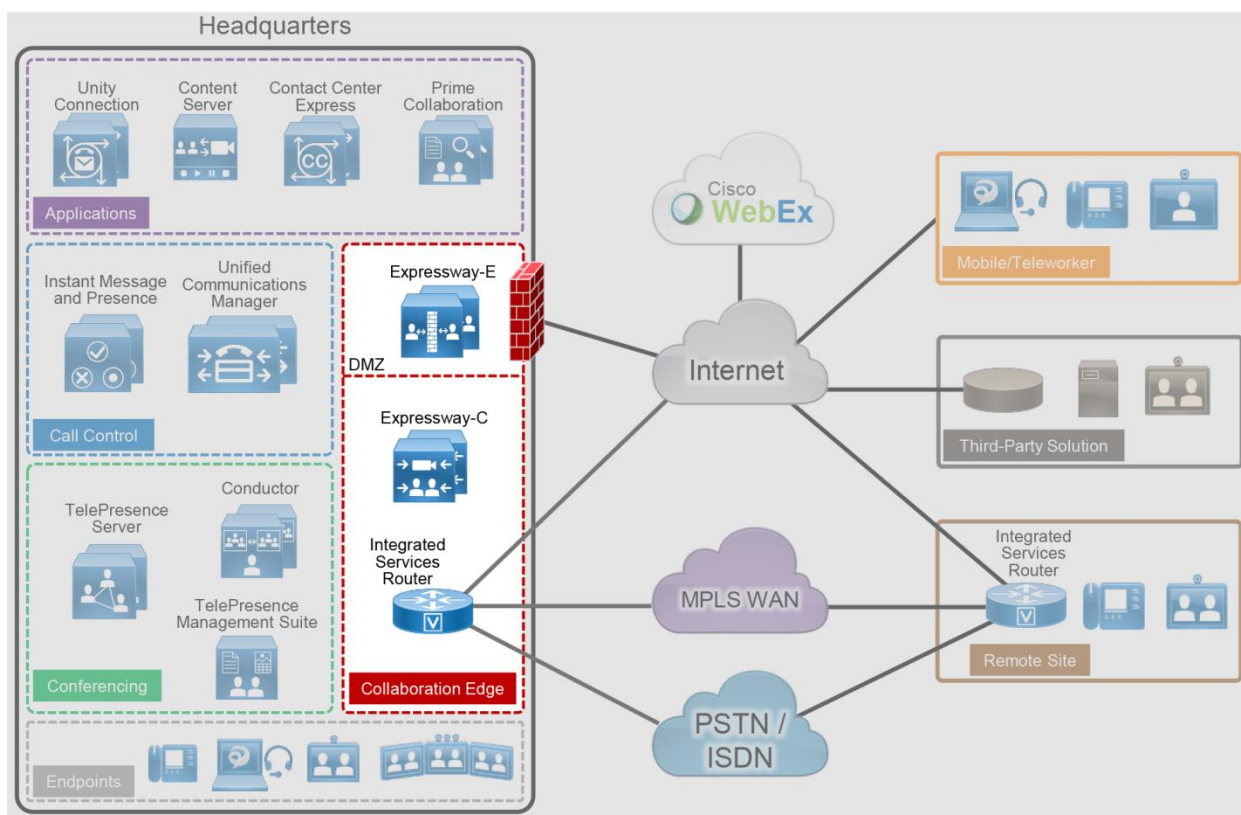 Headquarters
Unity
Connection
Content
Server
Contact Center
Express
Prime
Collaboration
CC
Applications
Instant Message
and Presence
Unified
Communications
Manager
Call Control
Expressway-E
DMZ
Expressway-C
Integrated
Services
Router
V
Collaboration Edge
TelePresence
Server
Conductor
TelePresence
Management Suite
Conferencing
Endpoints
Cisco
WebEx
Internet
MPLS WAN
PSTN /
ISDN
Mobile/Teleworker
Third-Party Solution
Integrated
Services
Router
V
Remote Site